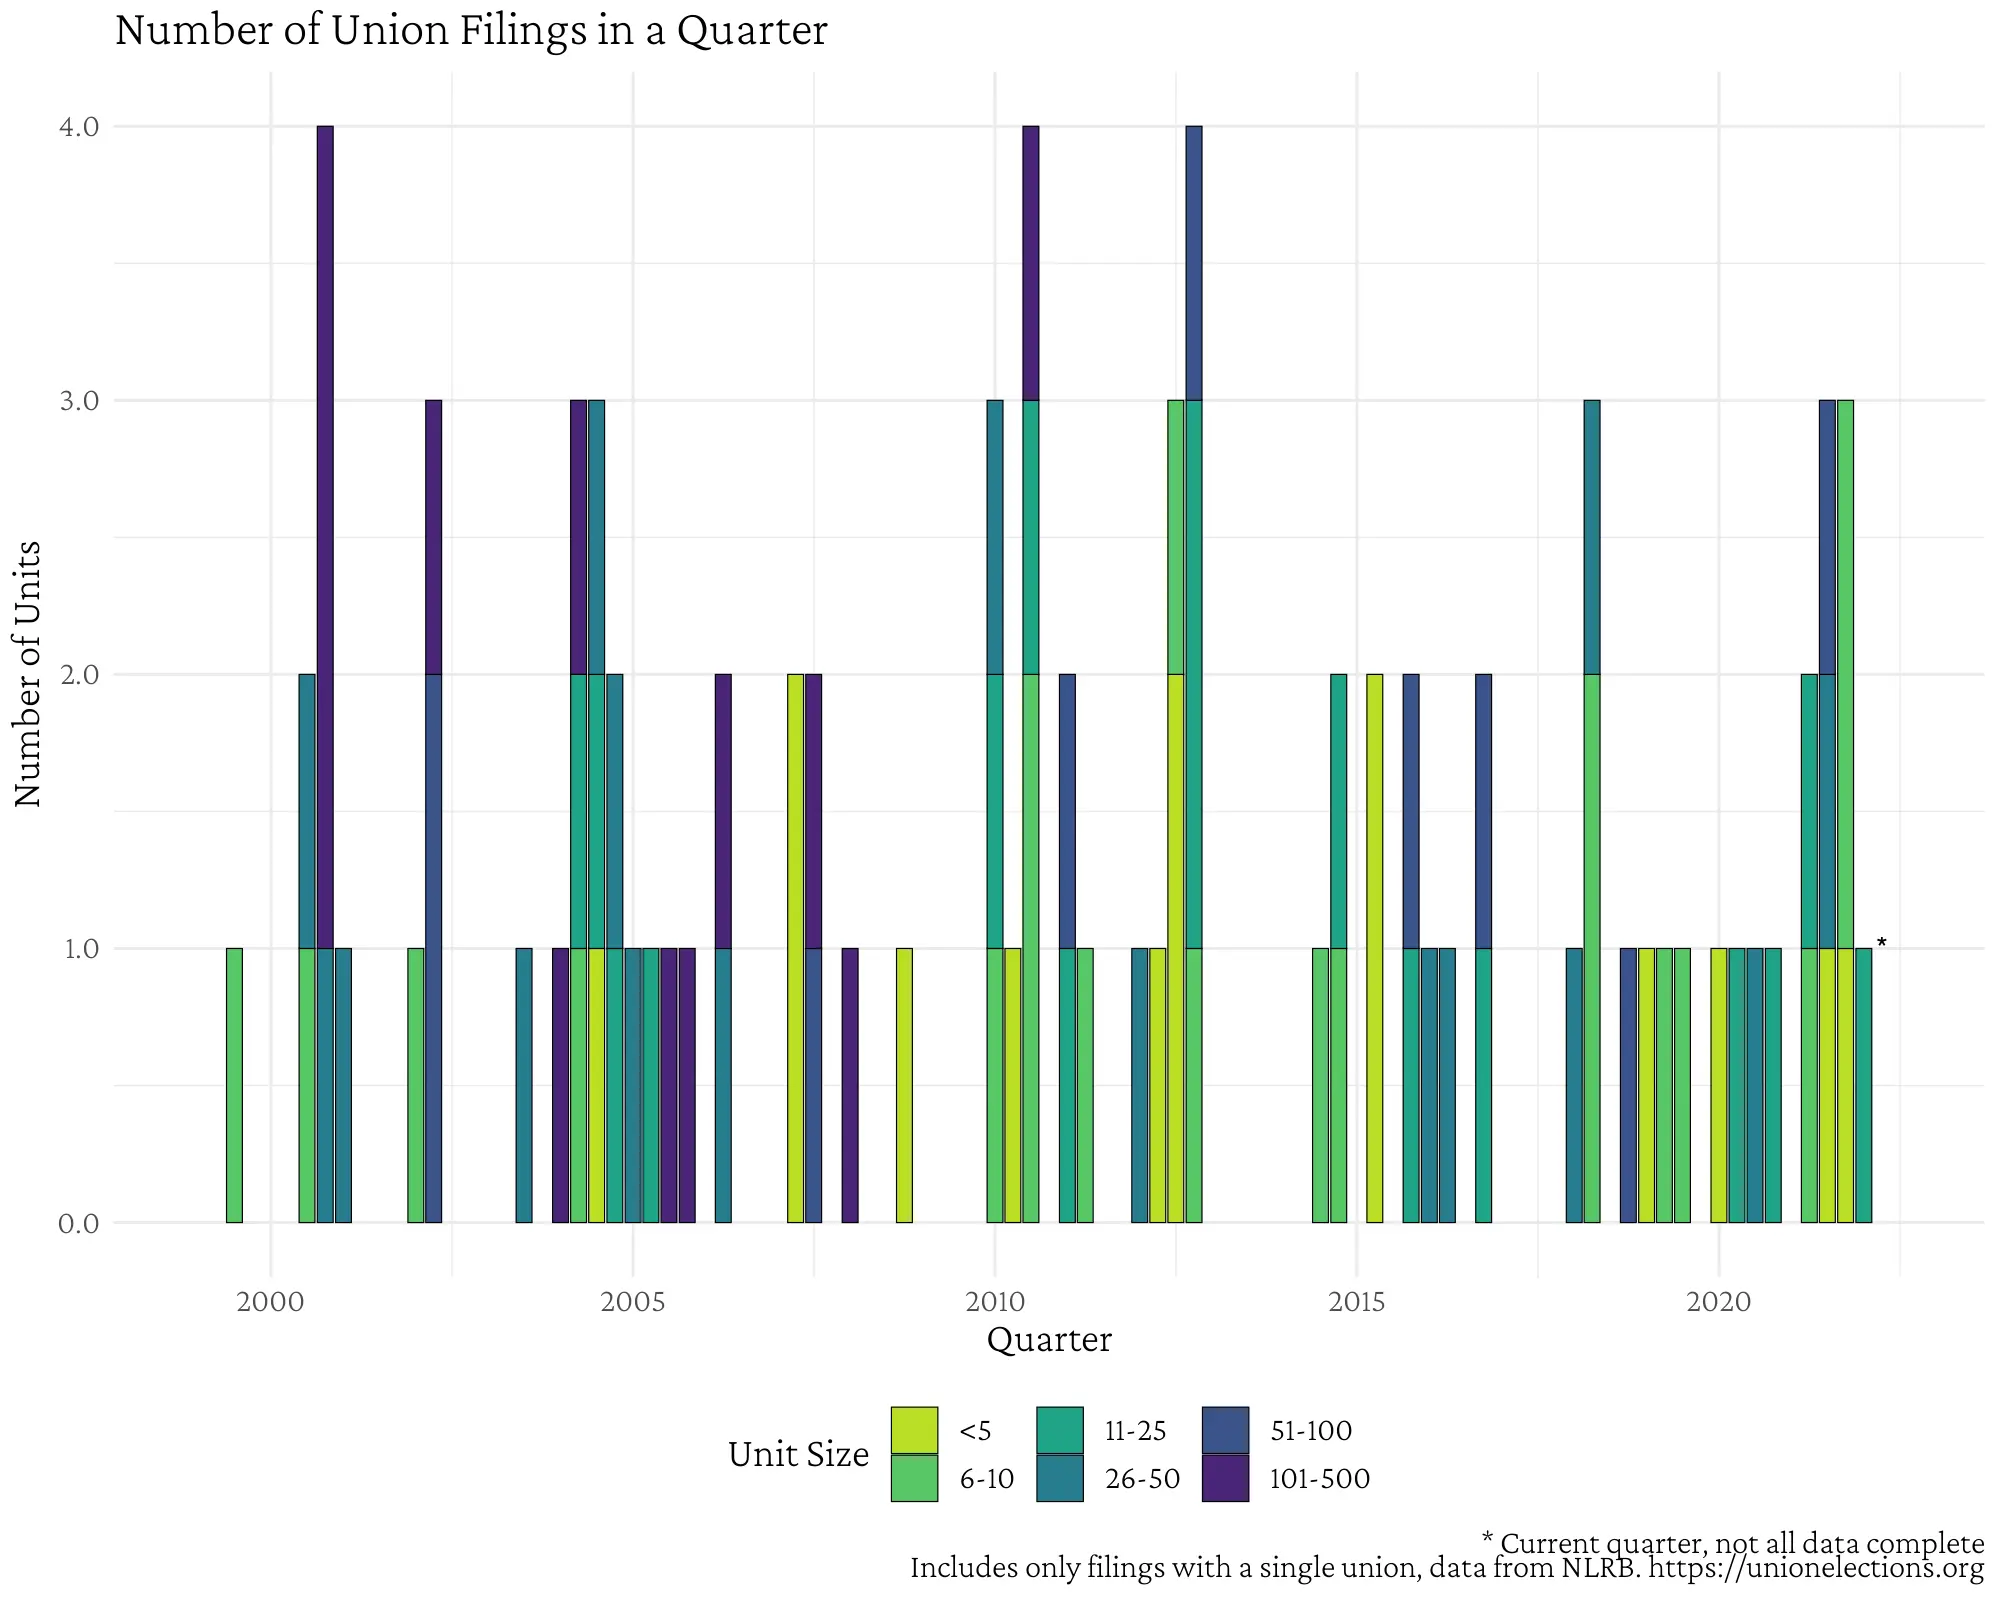 Number of Union Filings in a Quarter
Number of Units
4.0
3.0
2.0
1.0
0.0
*
2000 2005 2010 2015 2020
Quarter
Unit Size
<5 11-25 51-100
6-10 26-50 101-500
* Current quarter, not all data complete
Includes only filings with a single union, data from NLRB. https://unionelections.org